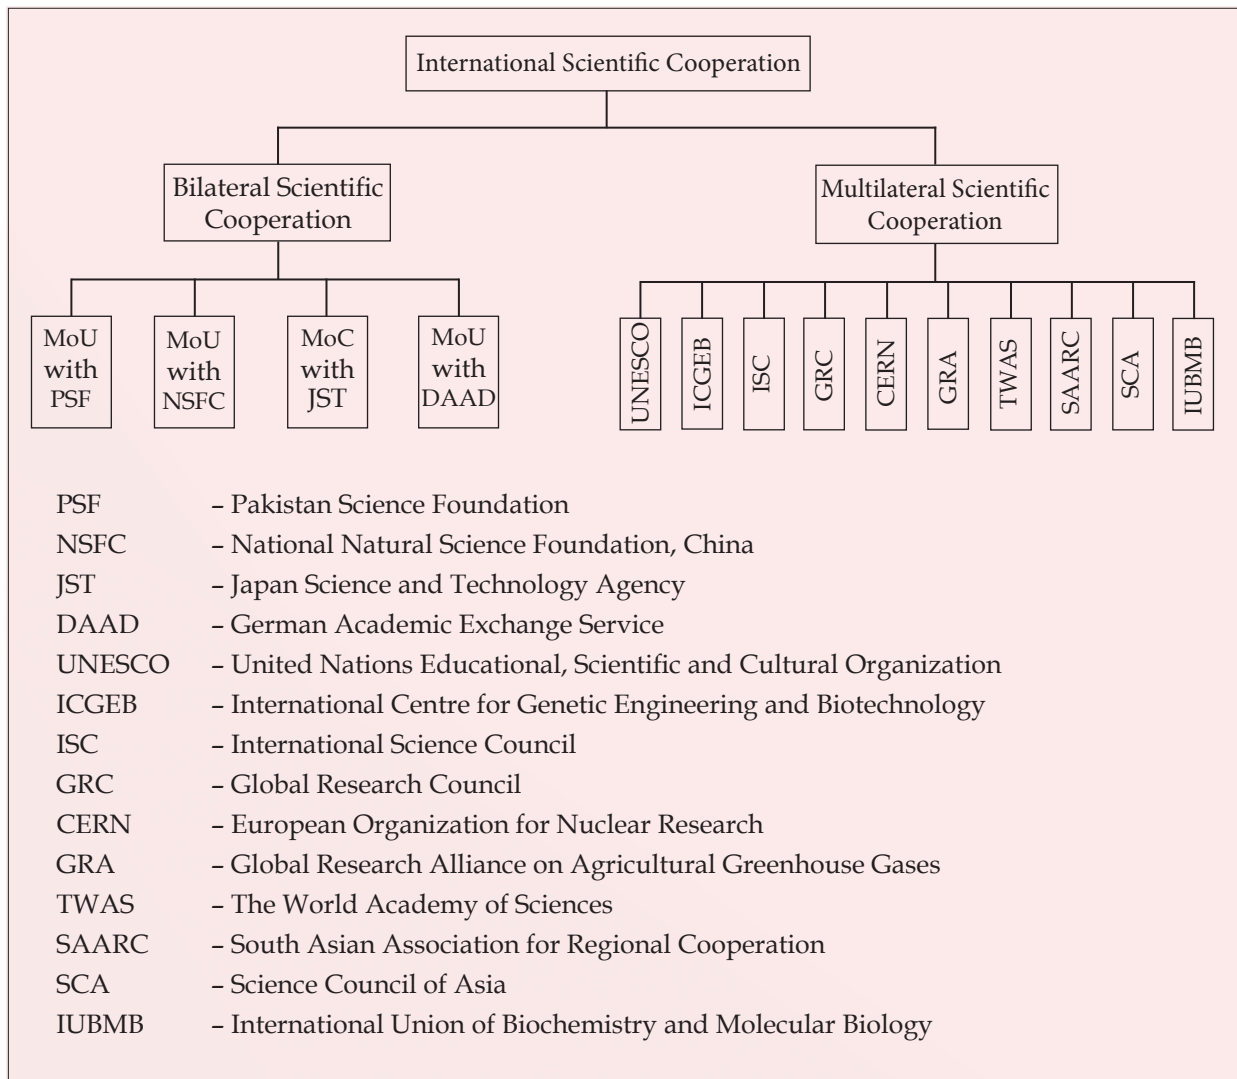 International Scientific Cooperation
Bilateral Scientific
Cooperation
Multilateral Scientific
Cooperation
MoU
with
PSF
MoU
with
NSFC
MoC
with
JST
MoU
with
DAAD
UNESCO
ICGEB
ISC
GRC
CERN
GRA
TWAS
SAARC
SCA
IUBMB
PSF – Pakistan Science Foundation
NSFC – National Natural Science Foundation, China
JST – Japan Science and Technology Agency
DAAD – German Academic Exchange Service
UNESCO – United Nations Educational, Scientific and Cultural Organization
ICGEB – International Centre for Genetic Engineering and Biotechnology
ISC – International Science Council
GRC – Global Research Council
CERN – European Organization for Nuclear Research
GRA – Global Research Alliance on Agricultural Greenhouse Gases
TWAS – The World Academy of Sciences
SAARC – South Asian Association for Regional Cooperation
SCA – Science Council of Asia
IUBMB – International Union of Biochemistry and Molecular Biology